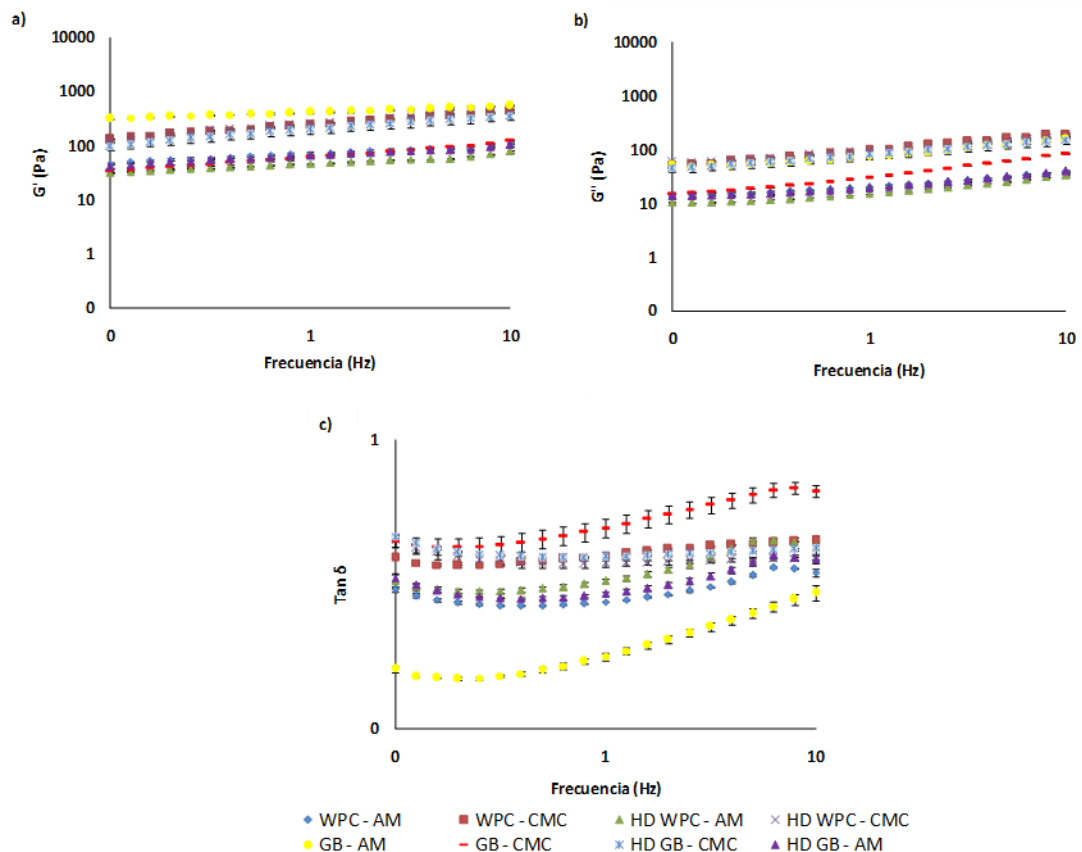 a)
10000
1000
100
10
1
0
G' (Pa)
0 1 10
Frecuencia (Hz)
b)
10000
1000
100
10
1
0
G'' (Pa)
0 1 10
Frecuencia (Hz)
c)
1
0
Tan δ
0 1 10
Frecuencia (Hz)
WPC - AM WPC - CMC HD WPC - AM HD WPC - CMC
GB - AM GB - CMC HD GB - CMC HD GB - AM